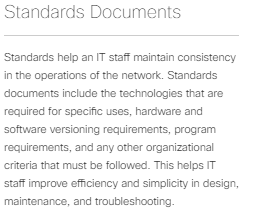 Standards Documents
Standards help an IT staff maintain consistency
in the operations of the network. Standards
documents include the technologies that are
required for specific uses, hardware and
software versioning requirements, program
requirements, and any other organizational
criteria that must be followed. This helps IT
staff improve efficiency and simplicity in design,
maintenance, and troubleshooting.